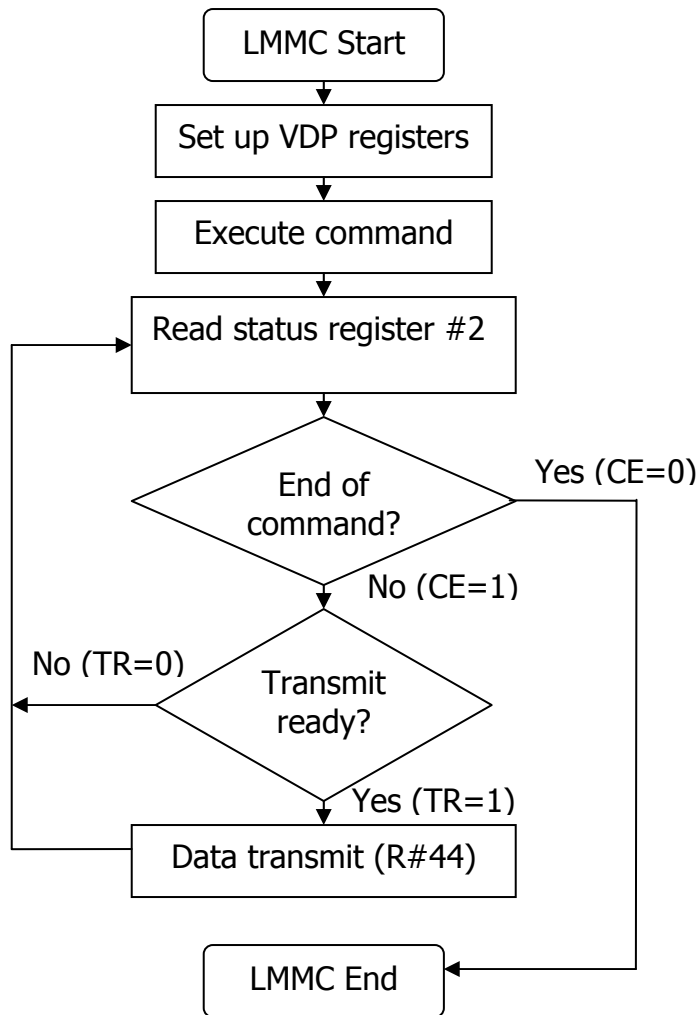 LMMC Start
Set up VDP registers
Execute command
Read status register #2
End of
command?
Yes (CE=0)
No (CE=1)
No (TR=0)
Transmit
ready?
Yes (TR=1)
Data transmit (R#44)
LMMC End